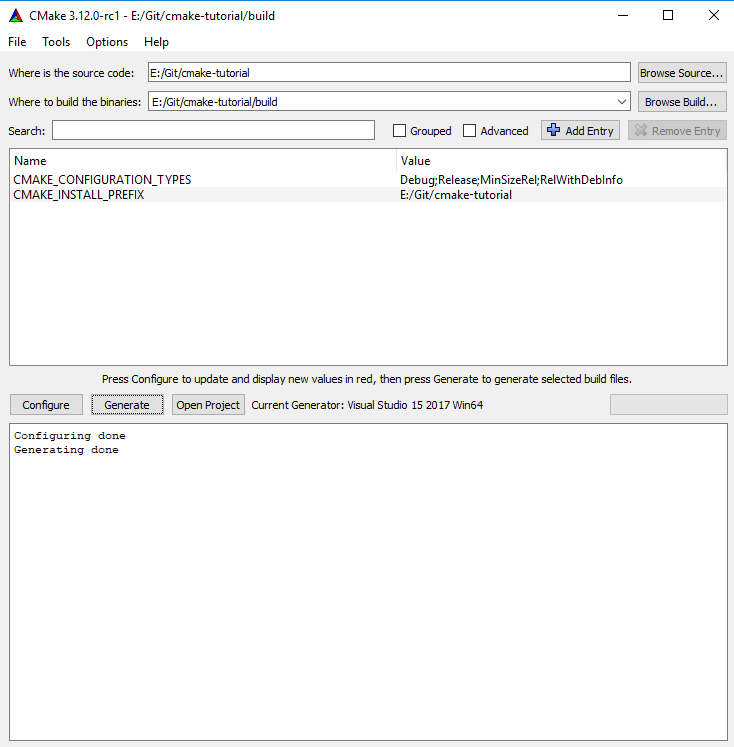 CMake 3.12.0-rc1 - E:/Git/cmake-tutorial/build
File Tools Options Help
Where is the source code: E:/Git/cmake-tutorial Browse Source...
Where to build the binaries: E:/Git/cmake-tutorial/build Browse Build...
Search: Grouped Advanced Add Entry Remove Entry
Name Value
CMAKE_CONFIGURATION_TYPES Debug;Release;MinSizeRel;RelWithDebInfo
CMAKE_INSTALL_PREFIX E:/Git/cmake-tutorial
Press Configure to update and display new values in red, then press Generate to generate selected build files.
Configure Generate Open Project Current Generator: Visual Studio 15 2017 Win64
Configuring done
Generating done